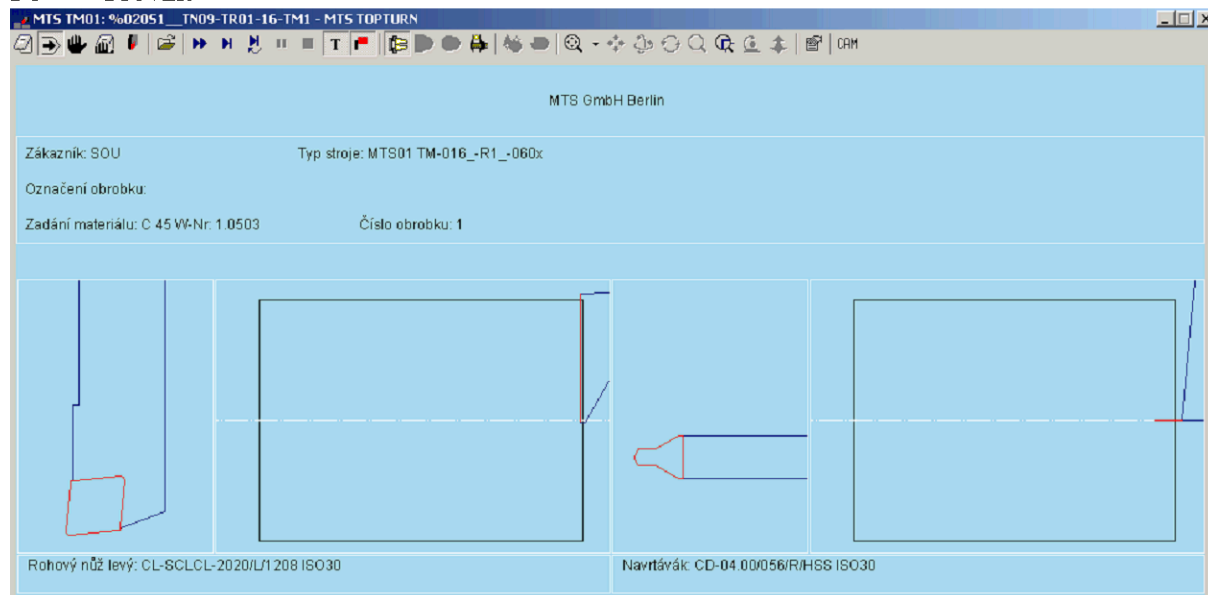 MTS TM01: %02051__TN09-TR01-16-TM1 - MTS TOPTURN
T CAM
MTS GmbH Berlin
Zákazník: SOU Typ stroje: MTS01 TM-016_-R1_-060x
Označení obrobku:
Zadání materiálu: C 45 W-Nr: 1.0503 Číslo obrobku: 1
Rohový nůž levý: CL-SCLCL-2020/L/1208 ISO30 Navrtávák: CD-04.00/056/R/HSS ISO30